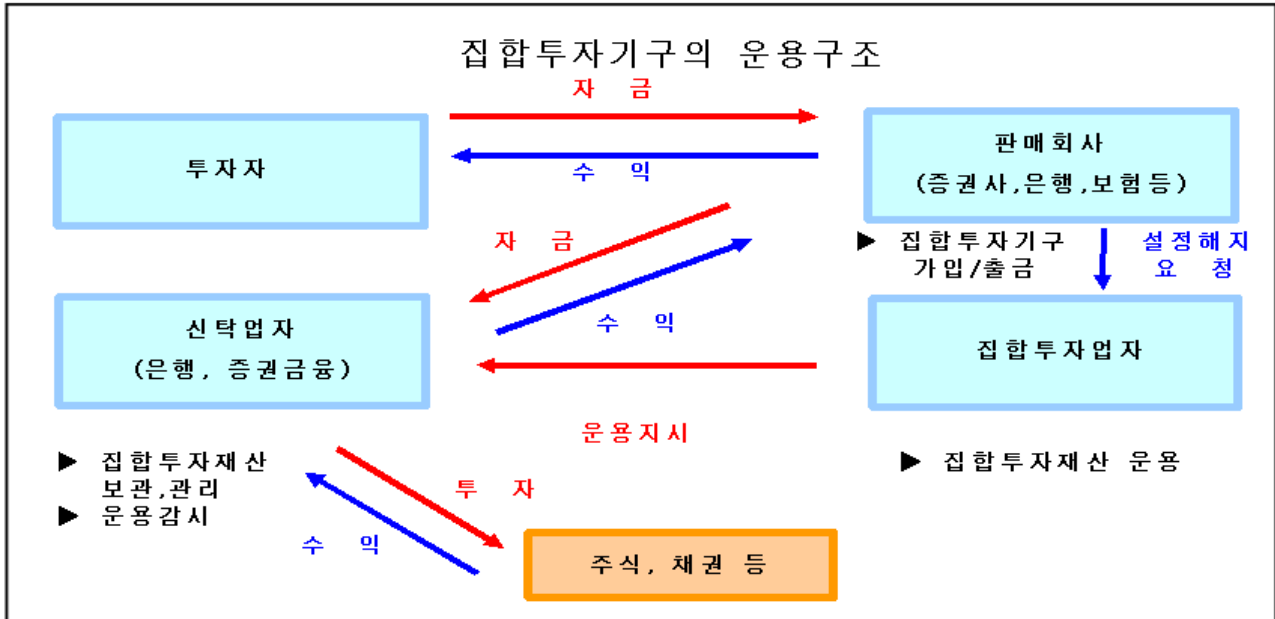 집합투자기구의 운용구조
자 금
투자자
판매회사
(증권사,은행,보험등)
수 익
자 금
▶ 집합투자기구
가입/출금
설정해지
요 청
신탁업자
(은행, 증권금융)
수 익
집합투자업자
운용지시
▶ 집합투자재산
보관,관리
▶ 운용감시
▶ 집합투자재산 운용
투 자
수 익
주식, 채권 등